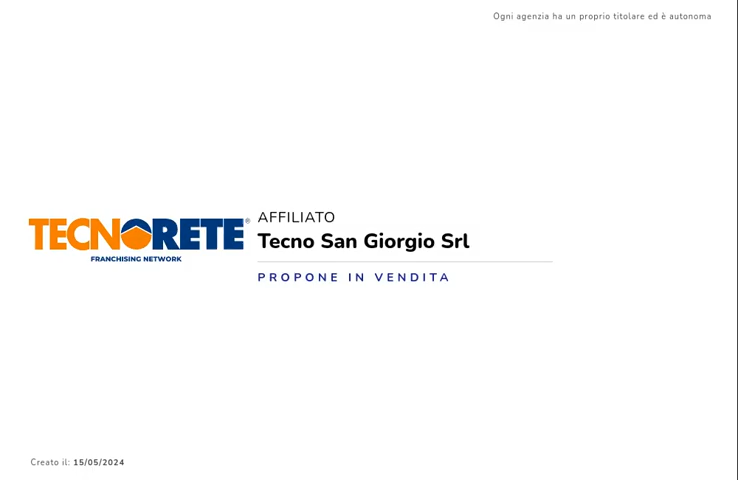 Ogni agenzia ha un proprio titolare ed è autonoma
TECNORETE®
FRANCHISING NETWORK
AFFILIATO
Tecno San Giorgio Srl
PROPONE IN VENDITA
Creato il: 15/05/2024